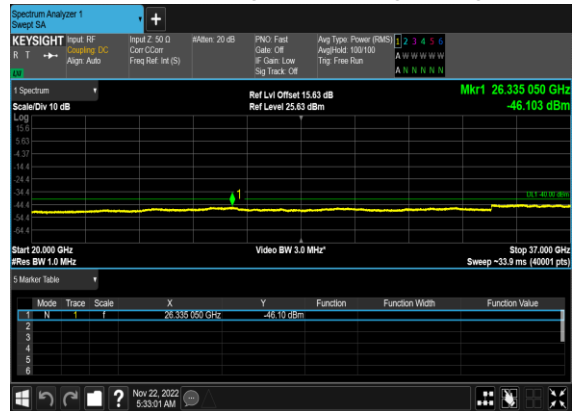 Spectrum Analyzer 1
Swept SA
+
KEYSIGHT Input: RF Input Z: 50 Ω #Atten: 20 dB PNO: Fast Avg Type: Power (RMS) 1 2 3 4 5 6
R T Coupling: DC Corr CCorr Gate: Off Avg|Hold: 100/100 A W W W W W
Align: Auto Freq Ref: Int (S) IF Gain: Low Trig: Free Run
Sig Track: Off A N N N N N
1 Spectrum Ref Lvl Offset 15.63 dB Mkr1 26.335 050 GHz
Scale/Div 10 dB Ref Level 25.63 dBm -46.103 dBm
Log
15.6
5.63
-4.37
-14.4
-24.4
-34.4 1 DL1 -40.00 dBm
-44.4
-54.4
-64.4
Start 20.000 GHz Video BW 3.0 MHz* Stop 37.000 GHz
#Res BW 1.0 MHz Sweep ~33.9 ms (40001 pts)
5 Marker Table
Mode Trace Scale X Y Function Function Width Function Value
1 N 1 f 26.335 050 GHz -46.10 dBm
2
3
4
5
6
? Nov 22, 2022
5:33:01 AM